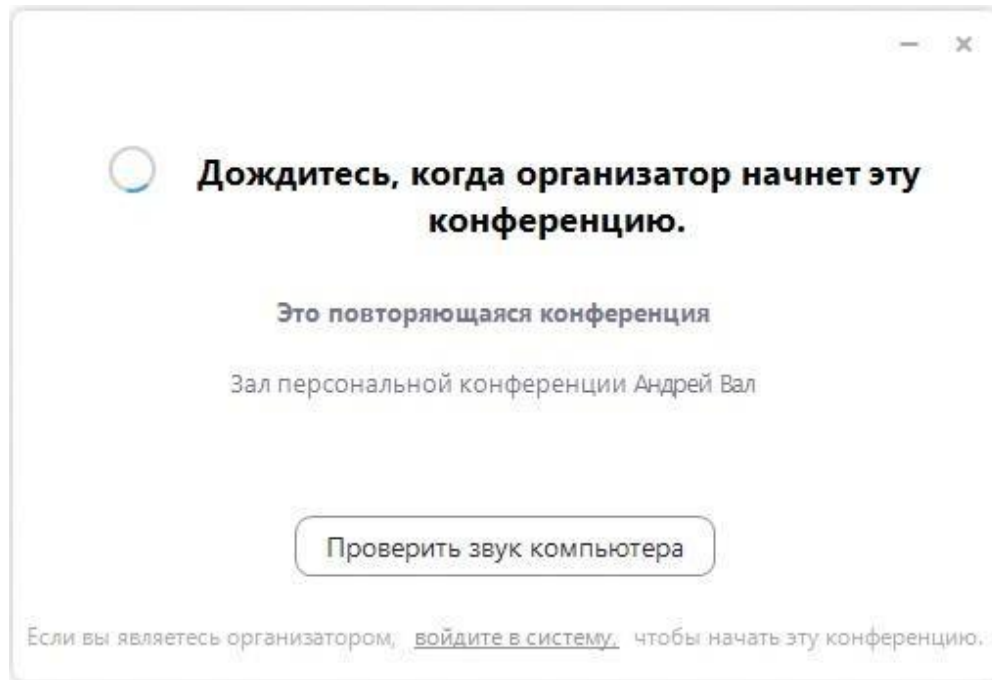 Дождитесь, когда организатор начнет эту
конференцию.
Это повторяющаяся конференция
Зал персональной конференции Андрей Вал
Проверить звук компьютера
Если вы являетесь организатором, войдите в систему, чтобы начать эту конференцию.